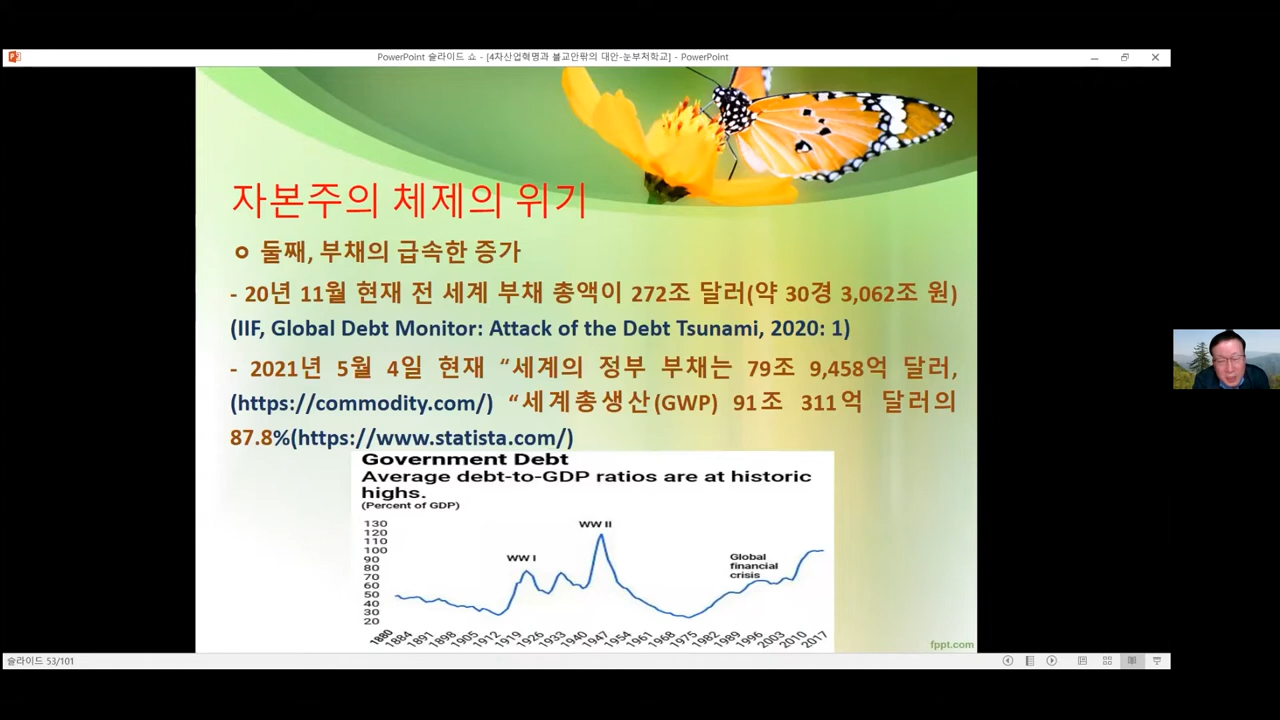 PowerPoint 슬라이드 쇼 - [4차산업혁명과 불교안팎의 대안-눈부처학교] - PowerPoint
자본주의 체제의 위기
ㅇ 둘째, 부채의 급속한 증가
- 20년 11월 현재 전 세계 부채 총액이 272조 달러(약 30경 3,062조 원)
(IIF, Global Debt Monitor: Attack of the Debt Tsunami, 2020: 1)
- 2021년 5월 4일 현재 “세계의 정부 부채는 79조 9,458억 달러,
(https://commodity.com/) “세계총생산(GWP) 91조 311억 달러의
87.8%(https://www.statista.com/)
Government Debt
Average debt-to-GDP ratios are at historic
highs.
(Percent of GDP)
130
120
110
100
90
80
70
60
50
40
30
20
WW I
WW II
Global
financial
crisis
1880 1884 1891 1898 1905 1912 1919 1926 1933 1940 1947 1954 1961 1968 1975 1982 1989 1996 2003 2010 2017
fppt.com
슬라이드 53/101